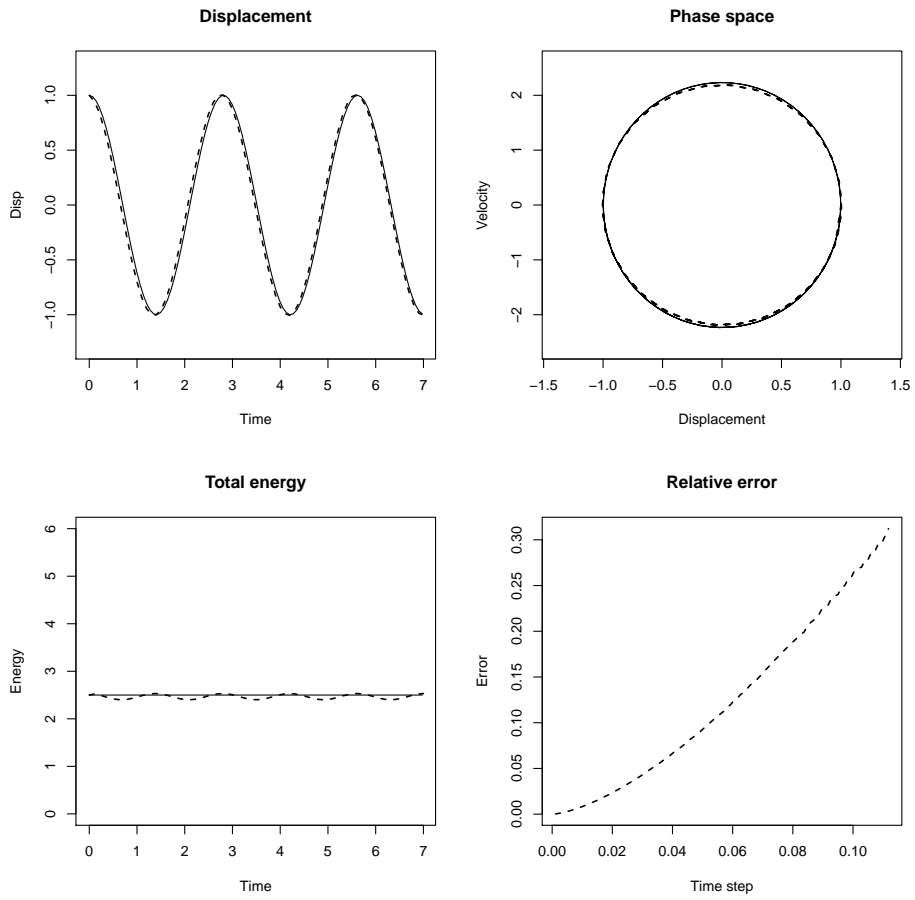 Displacement
1.0
0.5
0.0
−0.5
−1.0
Disp
0 1 2 3 4 5 6 7
Time
Phase space
2
1
0
−1
−2
Velocity
−1.5 −1.0 −0.5 0.0 0.5 1.0 1.5
Displacement
Total energy
6
5
4
3
2
1
0
Energy
0 1 2 3 4 5 6 7
Time
Relative error
0.30
0.25
0.20
0.15
0.10
0.05
0.00
Error
0.00 0.02 0.04 0.06 0.08 0.10
Time step